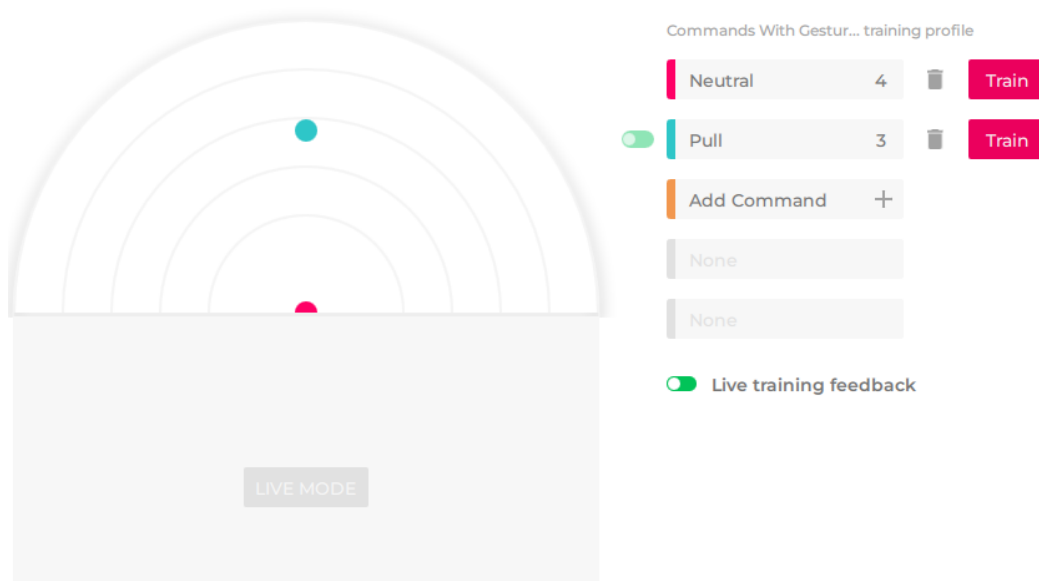 Commands With Gestur... training profile
Neutral 4 Train
Pull 3 Train
Add Command +
None
None
Live training feedback
LIVE MODE